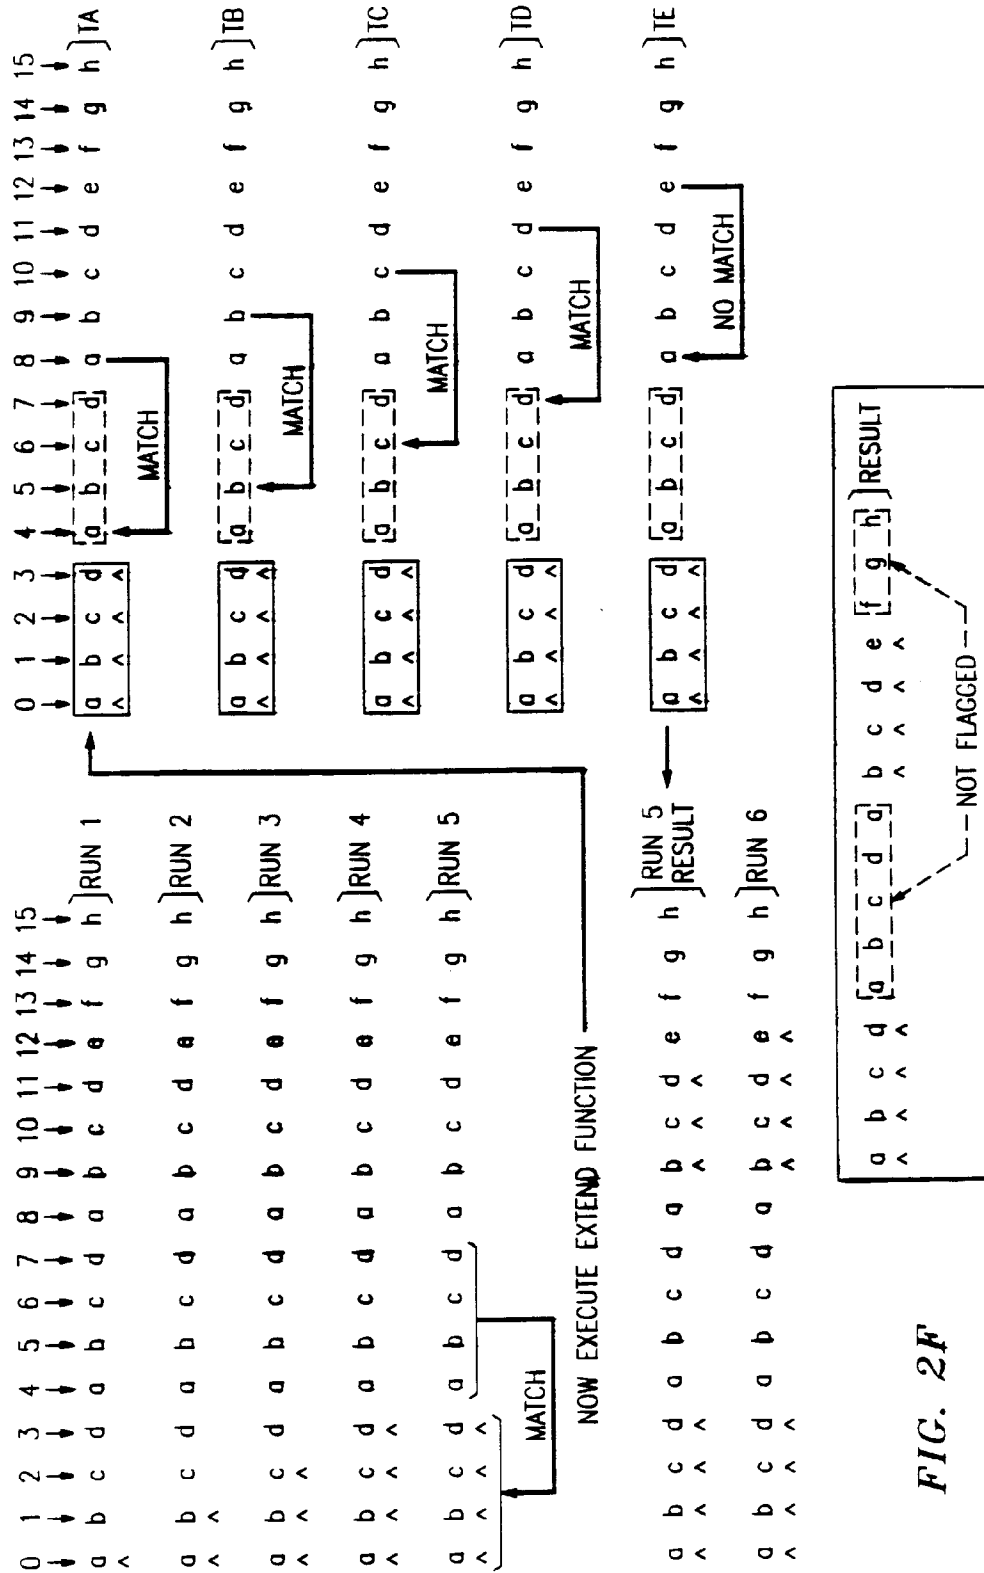 0 1 2 3 4 5 6 7 8 9 10 11 12 13 14 15
a b c d a b c d a b c d e f g h }RUN 1
^
a b c d a b c d a b c d e f g h }RUN 2
^
a b c d a b c d a b c d e f g h }RUN 3
^
a b c d a b c d a b c d e f g h }RUN 4
^ ^ ^ ^
a b c d a b c d a b c d e f g h }RUN 5
^ ^ ^ ^
MATCH
NOW EXECUTE EXTEND FUNCTION
a b c d a b c d a b c d e f g h }RUN 5 RESULT
^ ^ ^ ^ ^ ^ ^
a b c d a b c d a b c d e f g h }RUN 6
^ ^ ^ ^ ^ ^ ^ ^
0 1 2 3 4 5 6 7 8 9 10 11 12 13 14 15
a b c d a b c d a b c d e f g h }TA
^ ^ ^ ^
MATCH
a b c d a b c d a b c d e f g h }TB
^ ^ ^ ^
MATCH
a b c d a b c d a b c d e f g h }TC
^ ^ ^ ^
MATCH
a b c d a b c d a b c d e f g h }TD
^ ^ ^ ^
MATCH
a b c d a b c d a b c d e f g h }TE
^ ^ ^ ^
NO MATCH
a b c d a b c d a b c d e f g h }RESULT
^ ^ ^ ^ ^ ^ ^ ^
NOT FLAGGED
FIG. 2F